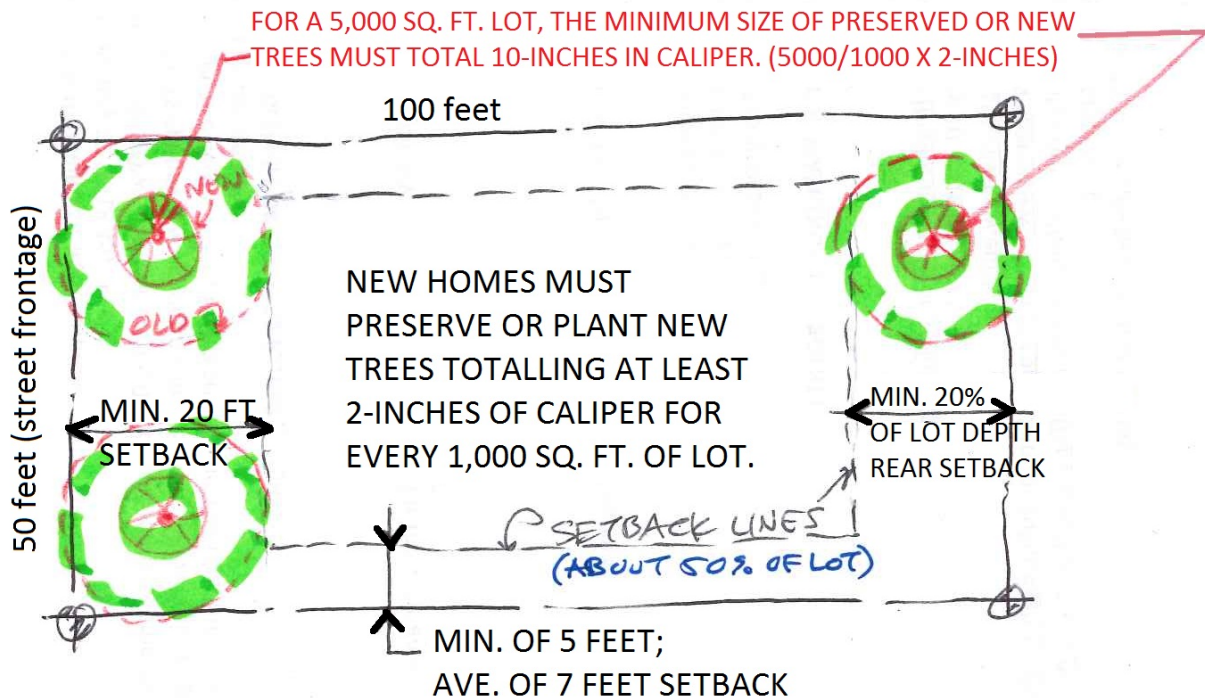 FOR A 5,000 SQ. FT. LOT, THE MINIMUM SIZE OF PRESERVED OR NEW
TREES MUST TOTAL 10-INCHES IN CALIPER. (5000/1000 X 2-INCHES)
100 feet
50 feet (street frontage)
NEW
OLD
NEW HOMES MUST
PRESERVE OR PLANT NEW
TREES TOTALLING AT LEAST
2-INCHES OF CALIPER FOR
EVERY 1,000 SQ. FT. OF LOT.
MIN. 20 FT
SETBACK
MIN. 20%
OF LOT DEPTH
REAR SETBACK
SETBACK LINES
(ABOUT 50% OF LOT)
MIN. OF 5 FEET;
AVE. OF 7 FEET SETBACK